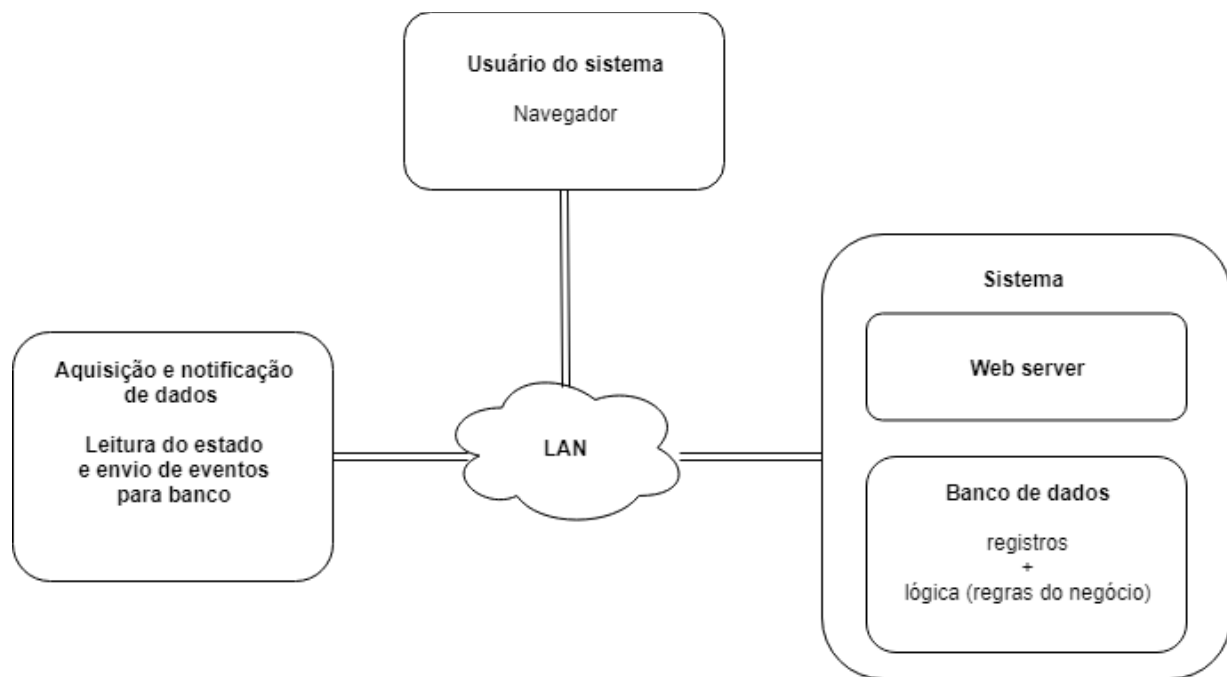 Usuário do sistema
Navegador
Sistema
Web server
Aquisição e notificação
de dados
Leitura do estado
e envio de eventos
para banco
LAN
Banco de dados
registros
+
lógica (regras do negócio)